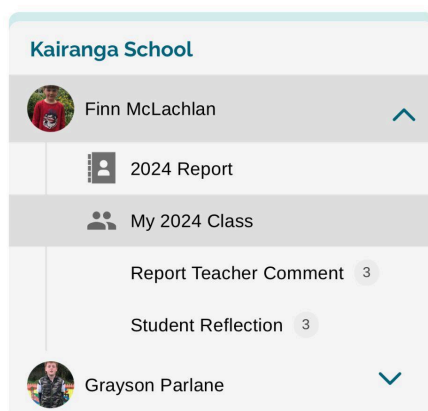 Kairanga School
Finn McLachlan
2024 Report
My 2024 Class
Report Teacher Comment 3
Student Reflection 3
Grayson Parlane